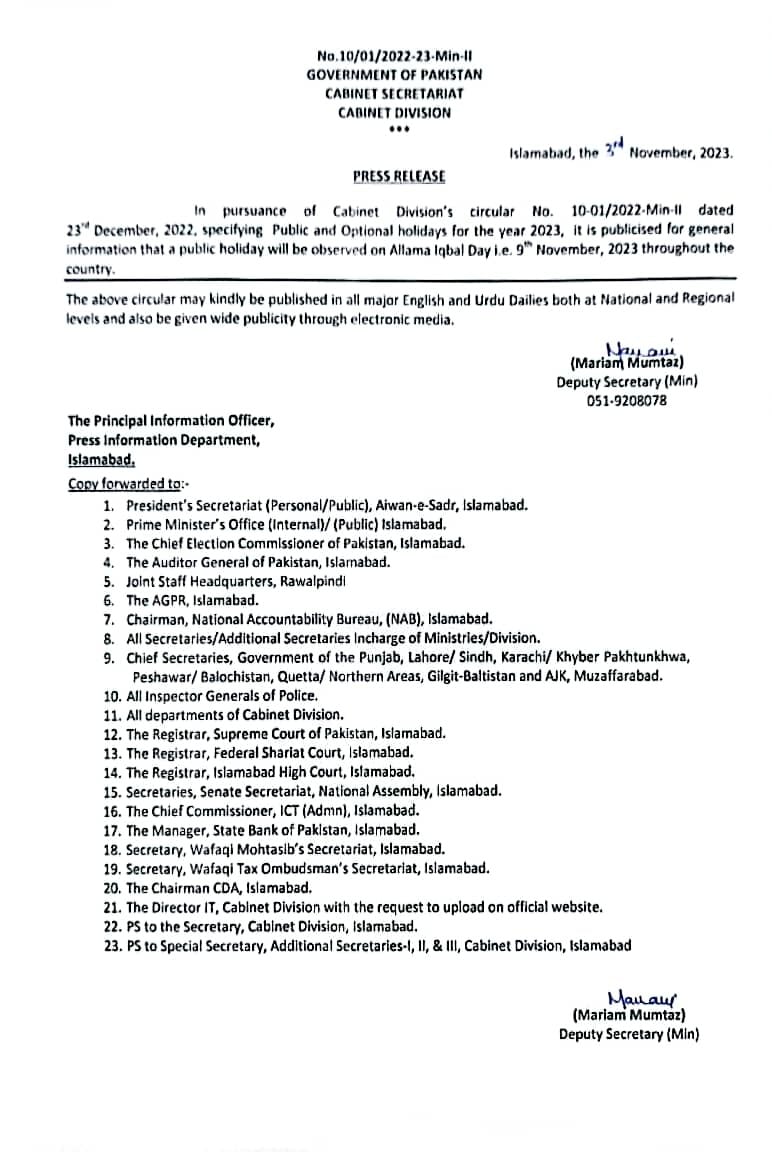 No.10/01/2022-23-Min-II
GOVERNMENT OF PAKISTAN
CABINET SECRETARIAT
CABINET DIVISION
***
Islamabad, the 3rd November, 2023.
PRESS RELEASE
In pursuance of Cabinet Division's circular No. 10-01/2022-Min-II dated
23rd December, 2022, specifying Public and Optional holidays for the year 2023, it is publicised for general
information that a public holiday will be observed on Allama Iqbal Day i.e. 9th November, 2023 throughout the
country.
The above circular may kindly be published in all major English and Urdu Dailies both at National and Regional
levels and also be given wide publicity through electronic media.
(Mariam Mumtaz)
Deputy Secretary (Min)
051-9208078
The Principal Information Officer,
Press Information Department,
Islamabad.
Copy forwarded to:-
1. President's Secretariat (Personal/Public), Aiwan-e-Sadr, Islamabad.
2. Prime Minister's Office (Internal)/ (Public) Islamabad.
3. The Chief Election Commissioner of Pakistan, Islamabad.
4. The Auditor General of Pakistan, Islamabad.
5. Joint Staff Headquarters, Rawalpindi
6. The AGPR, Islamabad.
7. Chairman, National Accountability Bureau, (NAB), Islamabad.
8. All Secretaries/Additional Secretaries Incharge of Ministries/Division.
9. Chief Secretaries, Government of the Punjab, Lahore/ Sindh, Karachi/ Khyber Pakhtunkhwa,
Peshawar/ Balochistan, Quetta/ Northern Areas, Gilgit-Baltistan and AJK, Muzaffarabad.
10. All Inspector Generals of Police.
11. All departments of Cabinet Division.
12. The Registrar, Supreme Court of Pakistan, Islamabad.
13. The Registrar, Federal Shariat Court, Islamabad.
14. The Registrar, Islamabad High Court, Islamabad.
15. Secretaries, Senate Secretariat, National Assembly, Islamabad.
16. The Chief Commissioner, ICT (Admn), Islamabad.
17. The Manager, State Bank of Pakistan, Islamabad.
18. Secretary, Wafaqi Mohtasib's Secretariat, Islamabad.
19. Secretary, Wafaqi Tax Ombudsman's Secretariat, Islamabad.
20. The Chairman CDA, Islamabad.
21. The Director IT, Cabinet Division with the request to upload on official website.
22. PS to the Secretary, Cabinet Division, Islamabad.
23. PS to Special Secretary, Additional Secretaries-I, II, & III, Cabinet Division, Islamabad
(Mariam Mumtaz)
Deputy Secretary (Min)